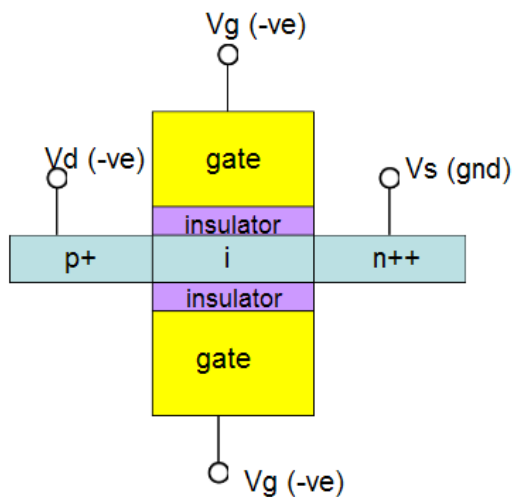 Vg (-ve)
gate
Vd (-ve)
Vs (gnd)
insulator
p+
i
n++
insulator
gate
Vg (-ve)